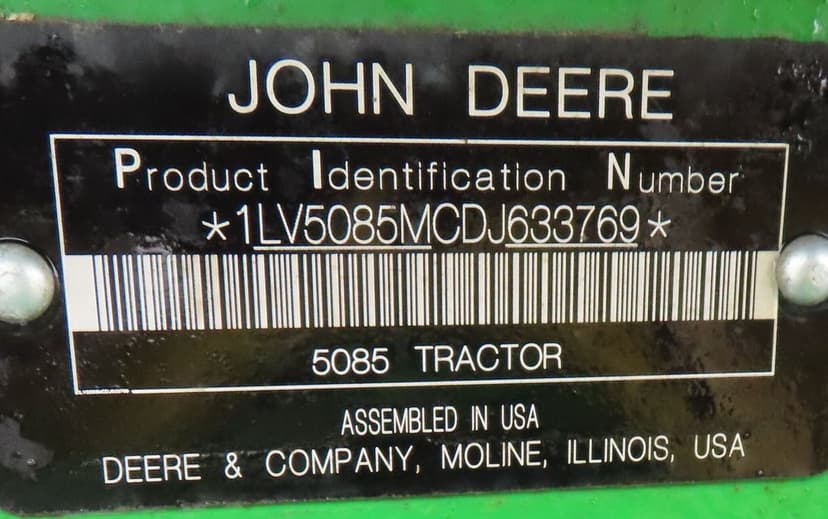 JOHN DEERE
Product Identification Number
*1LV5085MCDJ633769*
5085 TRACTOR
ASSEMBLED IN USA
DEERE & COMPANY, MOLINE, ILLINOIS, USA